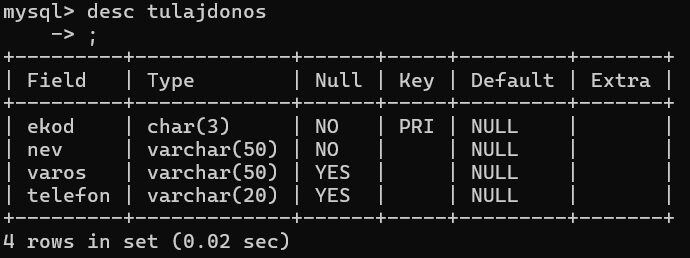 mysql> desc tulajdonos
    -> ;
+---------+-------------+------+-----+---------+-------+
| Field   | Type        | Null | Key | Default | Extra |
+---------+-------------+------+-----+---------+-------+
| ekod    | char(3)     | NO   | PRI | NULL    |       |
| nev     | varchar(50) | NO   |     | NULL    |       |
| varos   | varchar(50) | YES  |     | NULL    |       |
| telefon | varchar(20) | YES  |     | NULL    |       |
+---------+-------------+------+-----+---------+-------+
4 rows in set (0.02 sec)